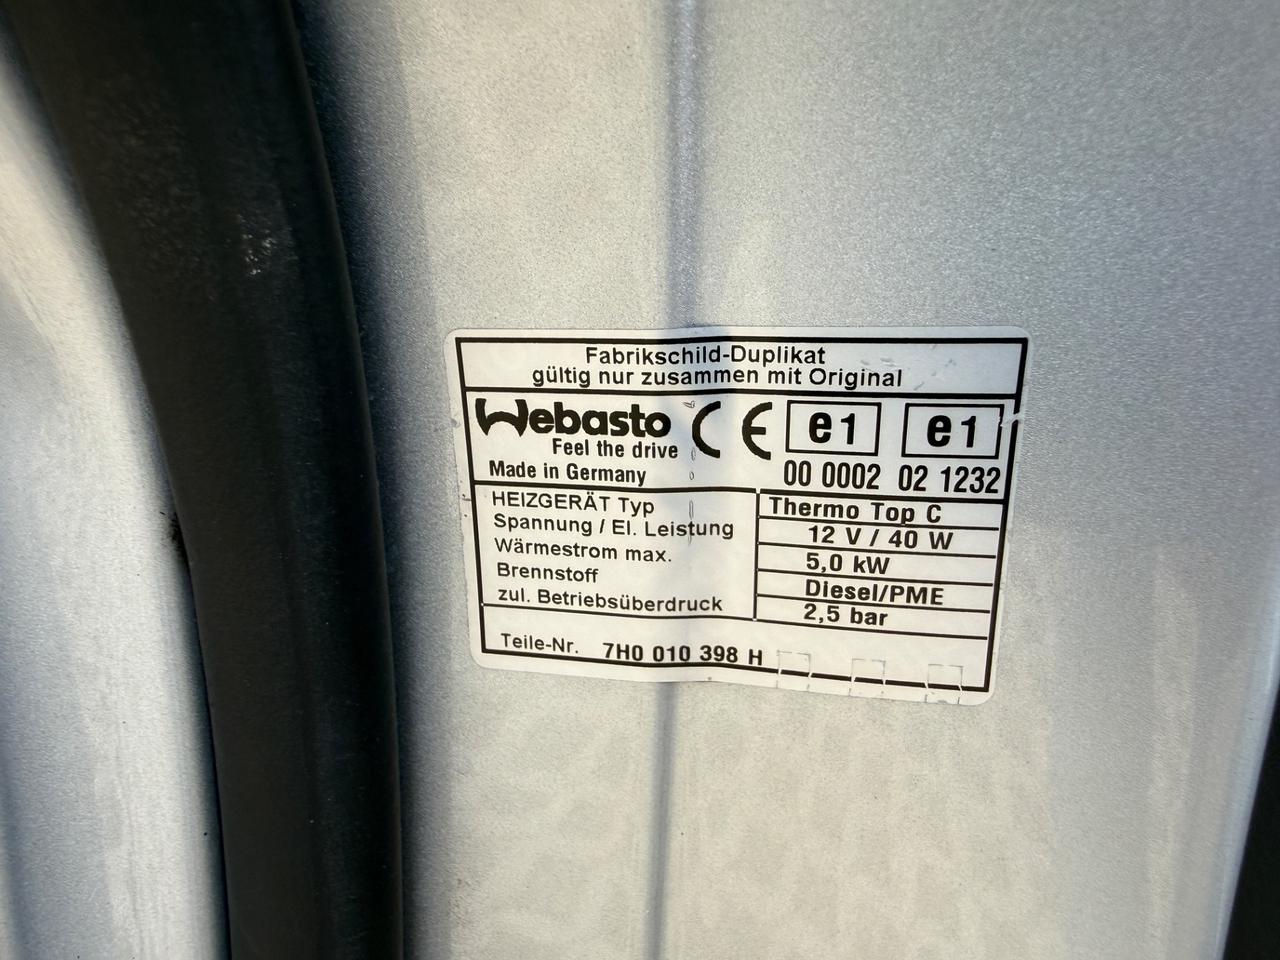 Fabrikschild-Duplikat
gültig nur zusammen mit Original
Webasto CE e1 e1
Feel the drive
Made in Germany 00 0002 02 1232
HEIZGERÄT Typ Thermo Top C
Spannung / El. Leistung 12 V / 40 W
Wärmestrom max. 5,0 kW
Brennstoff Diesel/PME
zul. Betriebsüberdruck 2,5 bar
Teile-Nr. 7H0 010 398 H